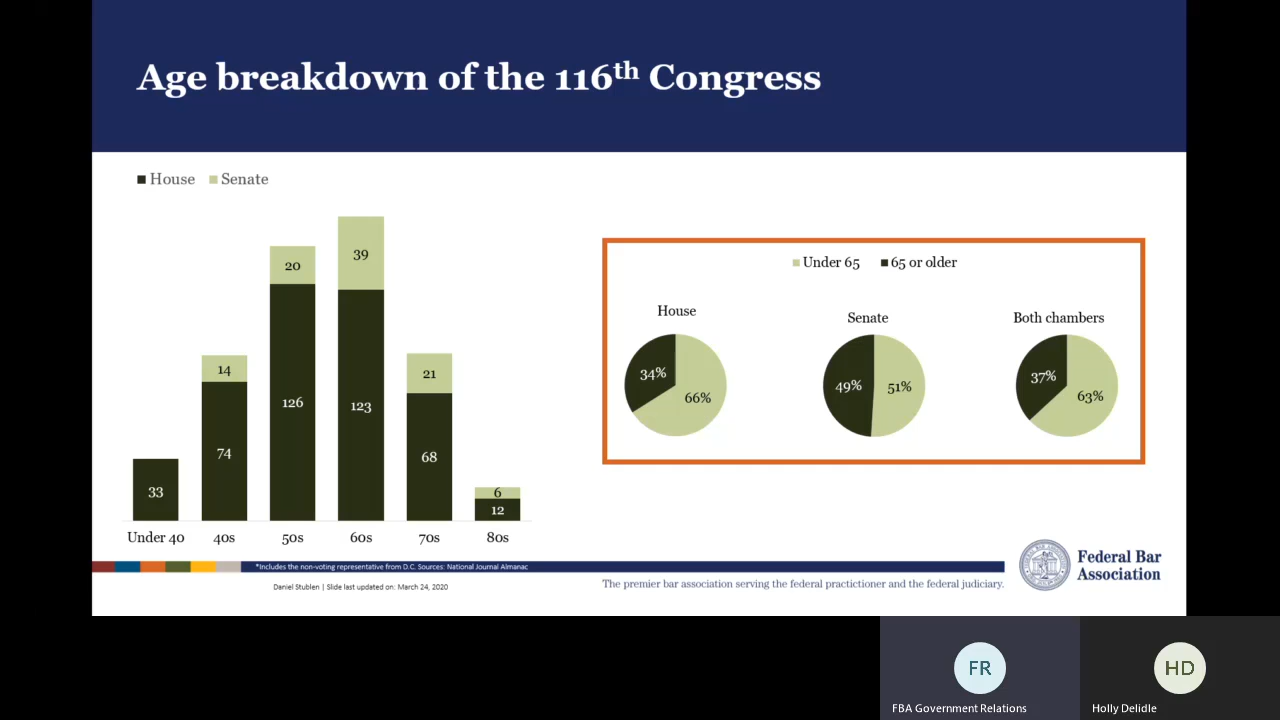 Age breakdown of the 116th Congress
House Senate
39
20
14
21
126
123
74
68
33
6
12
Under 40 40s 50s 60s 70s 80s
Under 65 65 or older
House Senate Both chambers
34% 66%
49% 51%
37% 63%
*Includes the non-voting representative from D.C. Sources: National Journal Almanac
Daniel Stublen | Slide last updated on: March 24, 2020
The premier bar association serving the federal practictioner and the federal judiciary.
Federal Bar
Association
FR
HD
FBA Government Relations
Holly Delidle